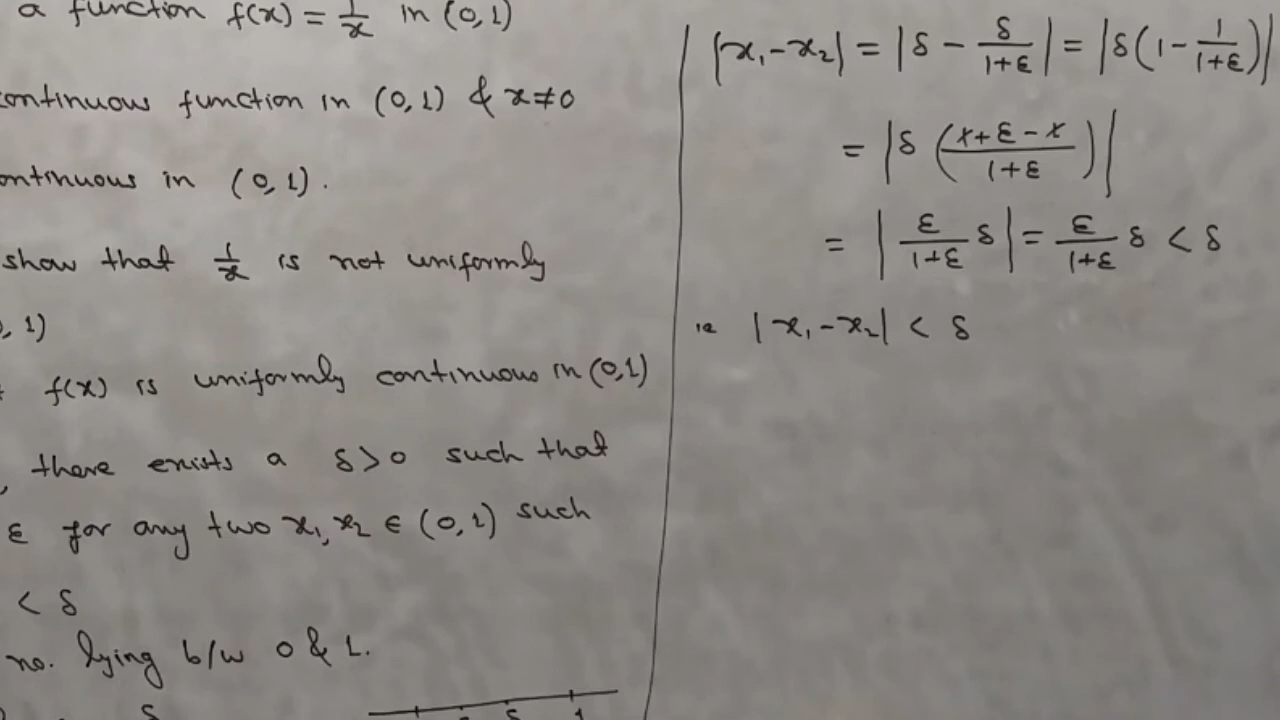 a function f(x) = 1/x in (0,1)
continuous function in (0,1) & x≠0
continuous in (0,1).
show that 1/x is not uniformly
, 1)
f(x) is uniformly continuous in (0,1)
, there exists a δ>0 such that
ε for any two x₁, x₂ ∈ (0,1) such
< δ
no. lying b/w 0 & 1.
δ
δ 1
|x₁-x₂| = |δ - δ/(1+ε)| = |δ(1 - 1/(1+ε))|
= |δ((1+ε-1)/(1+ε))|
= |ε/(1+ε) δ| = ε/(1+ε) δ < δ
ie |x₁-x₂| < δ